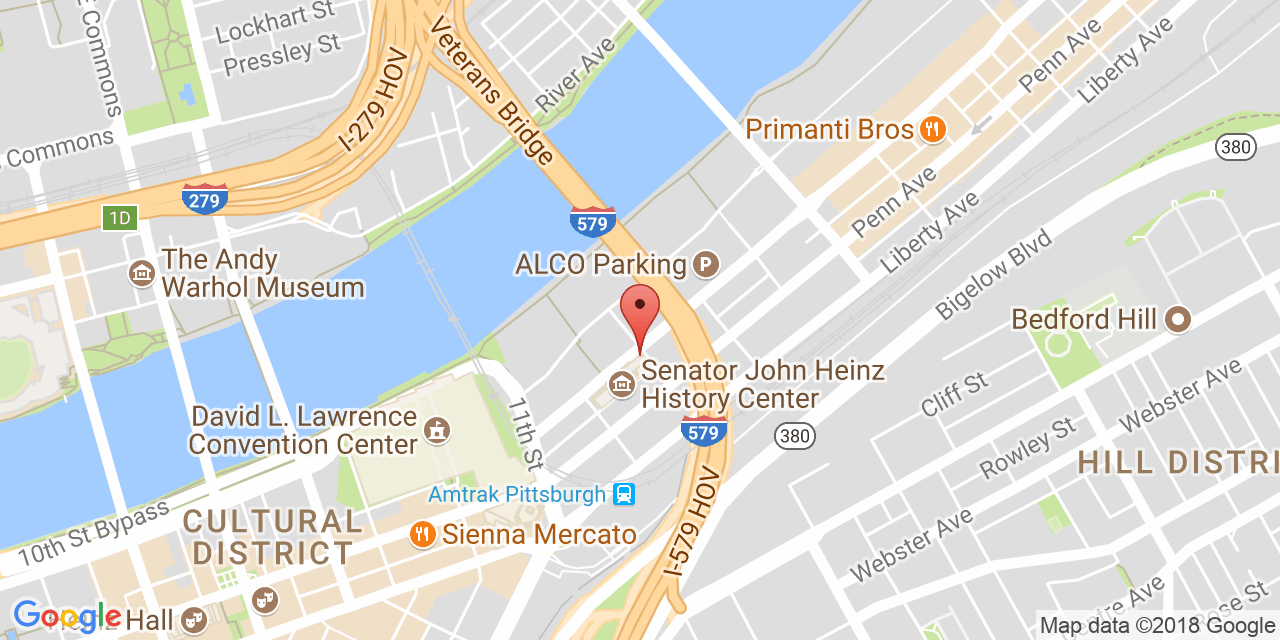 Lockhart St
Pressley St
Commons
Commons
I-279 HOV
Veterans Bridge
River Ave
Penn Ave
Liberty Ave
Primanti Bros
380
279
1D
579
The Andy
Warhol Museum
ALCO Parking
P
Penn Ave
Liberty Ave
Bigelow Blvd
Bedford Hill
Senator John Heinz
History Center
David L. Lawrence
Convention Center
11th St
579
380
Cliff St
Webster Ave
Rowley St
HILL DISTRI
Amtrak Pittsburgh
Sienna Mercato
I-579 HOV
10th St Bypass
CULTURAL
DISTRICT
Webster Ave
Rose St
Google
Hall
Map data ©2018 Google